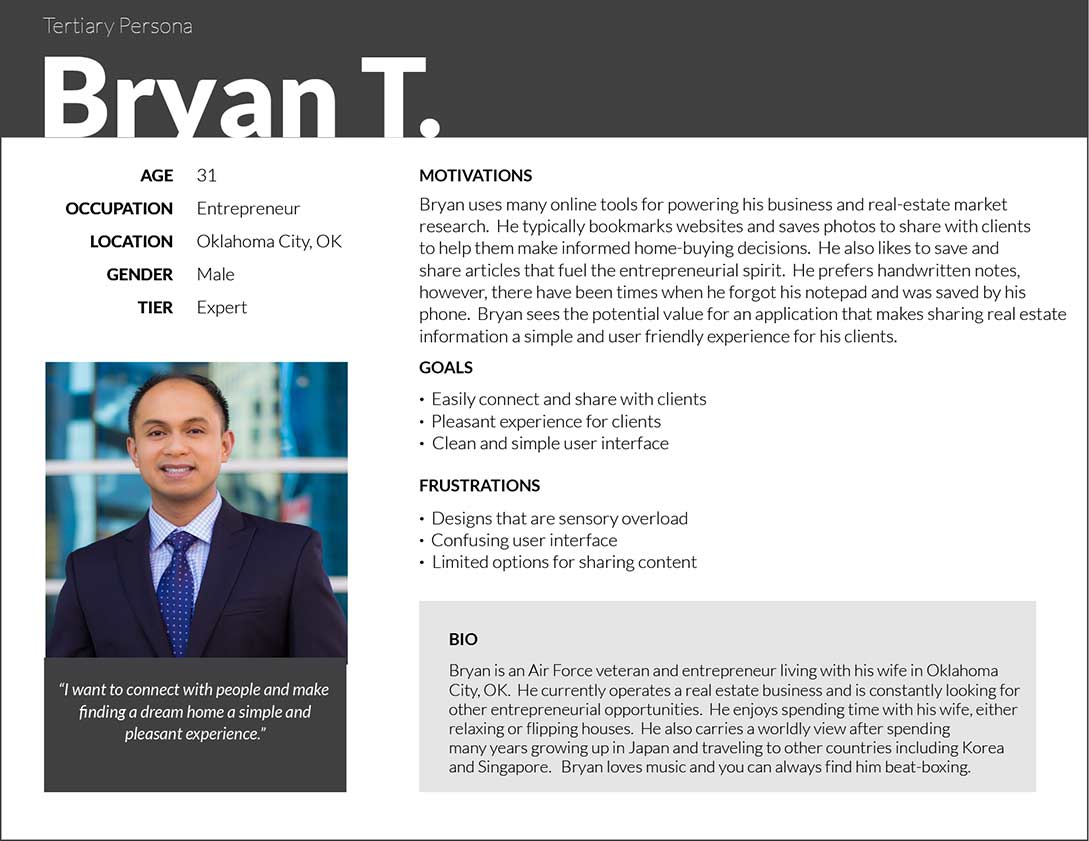 Tertiary Persona
Bryan T.
AGE 31
OCCUPATION Entrepreneur
LOCATION Oklahoma City, OK
GENDER Male
TIER Expert
“I want to connect with people and make
finding a dream home a simple and
pleasant experience.”
MOTIVATIONS
Bryan uses many online tools for powering his business and real-estate market
research. He typically bookmarks websites and saves photos to share with clients
to help them make informed home-buying decisions. He also likes to save and
share articles that fuel the entrepreneurial spirit. He prefers handwritten notes,
however, there have been times when he forgot his notepad and was saved by his
phone. Bryan sees the potential value for an application that makes sharing real estate
information a simple and user friendly experience for his clients.
GOALS
• Easily connect and share with clients
• Pleasant experience for clients
• Clean and simple user interface
FRUSTRATIONS
• Designs that are sensory overload
• Confusing user interface
• Limited options for sharing content
BIO
Bryan is an Air Force veteran and entrepreneur living with his wife in Oklahoma
City, OK. He currently operates a real estate business and is constantly looking for
other entrepreneurial opportunities. He enjoys spending time with his wife, either
relaxing or flipping houses. He also carries a worldly view after spending
many years growing up in Japan and traveling to other countries including Korea
and Singapore. Bryan loves music and you can always find him beat-boxing.